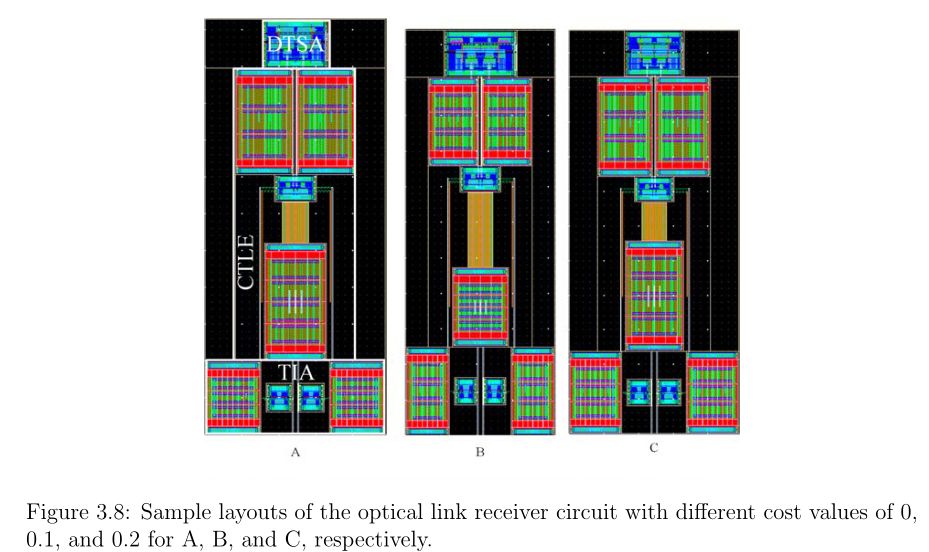 DTSA
CTLE
TIA
A
B
C
Figure 3.8: Sample layouts of the optical link receiver circuit with different cost values of 0,
0.1, and 0.2 for A, B, and C, respectively.